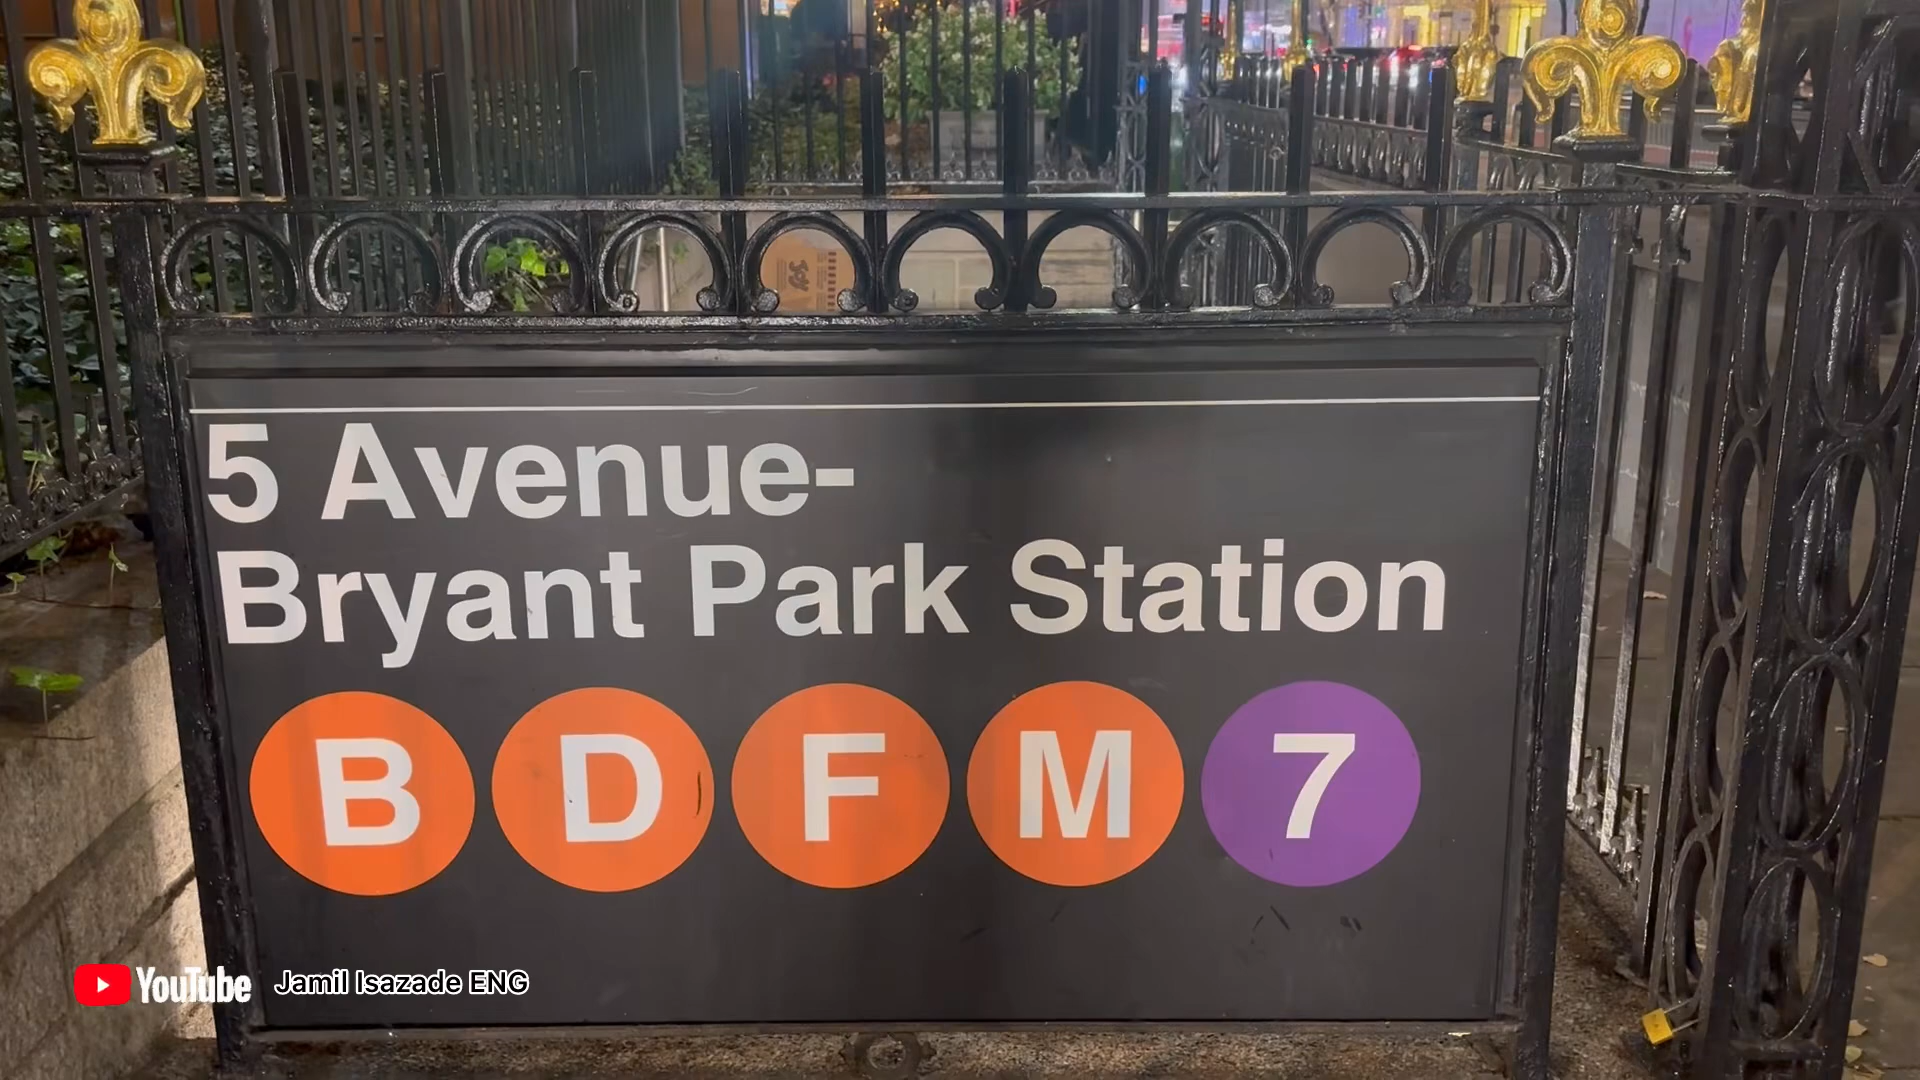 5 Avenue-
Bryant Park Station
B D F M 7
YouTube Jamil Isazade ENG